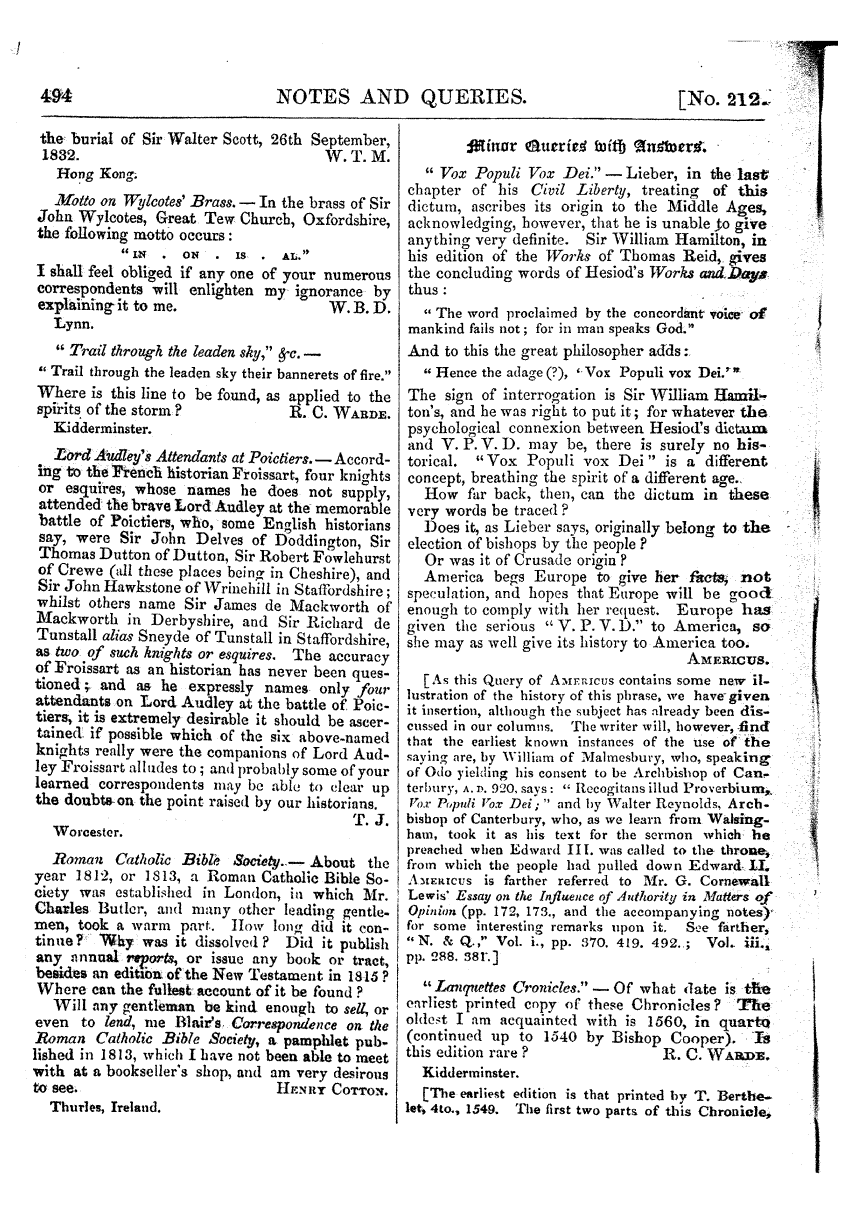 494 NOTES AND QUERIES. [No. 212.
the burial of Sir Walter Scott, 26th September,
1832. W. T. M.
Hong Kong.
Motto on Wylcotes' Brass. — In the brass of Sir
John Wylcotes, Great Tew Church, Oxfordshire,
the following motto occurs:
"IN . ON . IS . AL."
I shall feel obliged if any one of your numerous
correspondents will enlighten my ignorance by
explaining it to me. W. B. D.
Lynn.
"Trail through the leaden sky," &c. —
"Trail through the leaden sky their bannerets of fire."
Where is this line to be found, as applied to the
spirits of the storm? R. C. WARDE.
Kidderminster.
Lord Audley's Attendants at Poictiers. — Accord-
ing to the French historian Froissart, four knights
or esquires, whose names he does not supply,
attended the brave Lord Audley at the memorable
battle of Poictiers, who, some English historians
say, were Sir John Delves of Doddington, Sir
Thomas Dutton of Dutton, Sir Robert Fowlehurst
of Crewe (all these places being in Cheshire), and
Sir John Hawkstone of Wrinehill in Staffordshire;
whilst others name Sir James de Mackworth of
Mackworth in Derbyshire, and Sir Richard de
Tunstall alias Sneyde of Tunstall in Staffordshire,
as two of such knights or esquires. The accuracy
of Froissart as an historian has never been ques-
tioned; and as he expressly names only four
attendants on Lord Audley at the battle of Poic-
tiers, it is extremely desirable it should be ascer-
tained if possible which of the six above-named
knights really were the companions of Lord Aud-
ley Froissart alludes to; and probably some of your
learned correspondents may be able to clear up
the doubts on the point raised by our historians.
T. J.
Worcester.
Roman Catholic Bible Society. — About the
year 1812, or 1813, a Roman Catholic Bible So-
ciety was established in London, in which Mr.
Charles Butler, and many other leading gentle-
men, took a warm part. How long did it con-
tinue? Why was it dissolved? Did it publish
any annual reports, or issue any book or tract,
besides an edition of the New Testament in 1815?
Where can the fullest account of it be found?
Will any gentleman be kind enough to sell, or
even to lend, me Blair's Correspondence on the
Roman Catholic Bible Society, a pamphlet pub-
lished in 1813, which I have not been able to meet
with at a bookseller's shop, and am very desirous
to see. HENRY COTTON.
Thurles, Ireland.
Minor Queries with Answers.
"Vox Populi Vox Dei." — Lieber, in the last
chapter of his Civil Liberty, treating of this
dictum, ascribes its origin to the Middle Ages,
acknowledging, however, that he is unable to give
anything very definite. Sir William Hamilton, in
his edition of the Works of Thomas Reid, gives
the concluding words of Hesiod's Works and Days
thus:
"The word proclaimed by the concordant voice of
mankind fails not; for in man speaks God."
And to this the great philosopher adds:
"Hence the adage (?), 'Vox Populi vox Dei.'"
The sign of interrogation is Sir William Hamil-
ton's, and he was right to put it; for whatever the
psychological connexion between Hesiod's dictum
and V. P. V. D. may be, there is surely no his-
torical. "Vox Populi vox Dei" is a different
concept, breathing the spirit of a different age.
How far back, then, can the dictum in these
very words be traced?
Does it, as Lieber says, originally belong to the
election of bishops by the people?
Or was it of Crusade origin?
America begs Europe to give her facts, not
speculation, and hopes that Europe will be good
enough to comply with her request. Europe has
given the serious "V. P. V. D." to America, so
she may as well give its history to America too.
AMERICUS.
[As this Query of AMERICUS contains some new il-
lustration of the history of this phrase, we have given
it insertion, although the subject has already been dis-
cussed in our columns. The writer will, however, find
that the earliest known instances of the use of the
saying are, by William of Malmesbury, who, speaking
of Odo yielding his consent to be Archbishop of Can-
terbury, A. D. 920, says: "Recogitans illud Proverbium,
Vox Populi Vox Dei;" and by Walter Reynolds, Arch-
bishop of Canterbury, who, as we learn from Walsing-
ham, took it as his text for the sermon which he
preached when Edward III. was called to the throne,
from which the people had pulled down Edward II.
AMERICUS is farther referred to Mr. G. Cornewall
Lewis' Essay on the Influence of Authority in Matters of
Opinion (pp. 172, 173., and the accompanying notes)
for some interesting remarks upon it. See farther,
"N. & Q.," Vol. i., pp. 370. 419. 492.; Vol. iii.,
pp. 288. 381.]
"Lanquettes Cronicles." — Of what date is the
earliest printed copy of these Chronicles? The
oldest I am acquainted with is 1560, in quarto
(continued up to 1540 by Bishop Cooper). Is
this edition rare? R. C. WARDE.
Kidderminster.
[The earliest edition is that printed by T. Berthe-
let, 4to., 1549. The first two parts of this Chronicle,